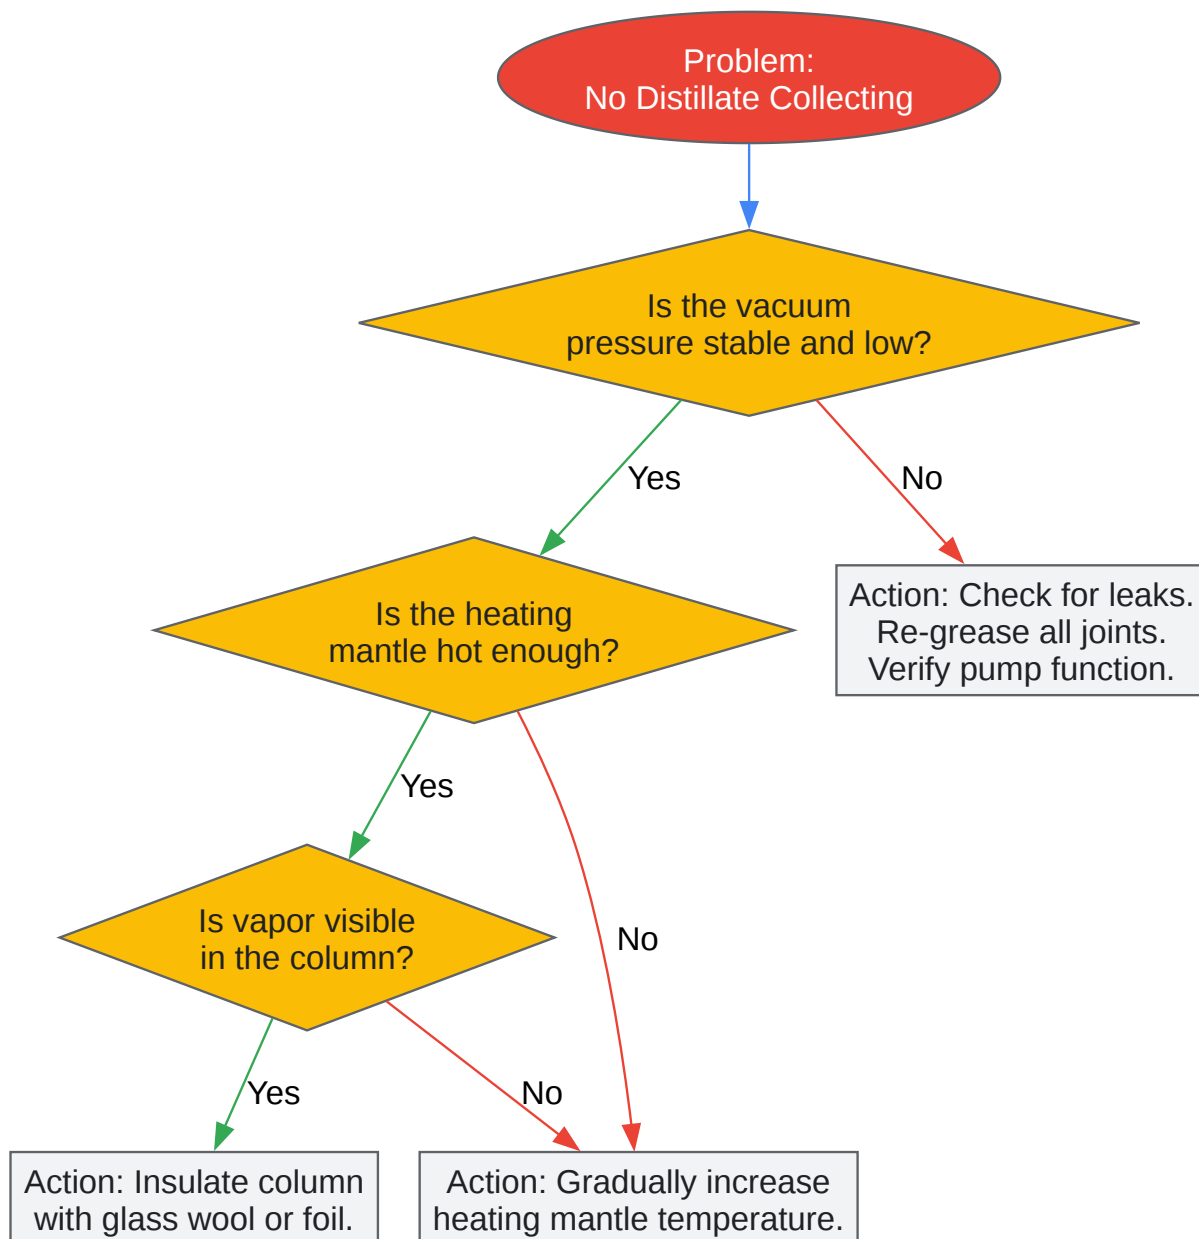 Problem:
No Distillate Collecting
Is the vacuum
pressure stable and low?
Yes
No
Is the heating
mantle hot enough?
Action: Check for leaks.
Re-grease all joints.
Verify pump function.
Yes
No
Is vapor visible
in the column?
Yes
No
Action: Insulate column
with glass wool or foil.
Action: Gradually increase
heating mantle temperature.